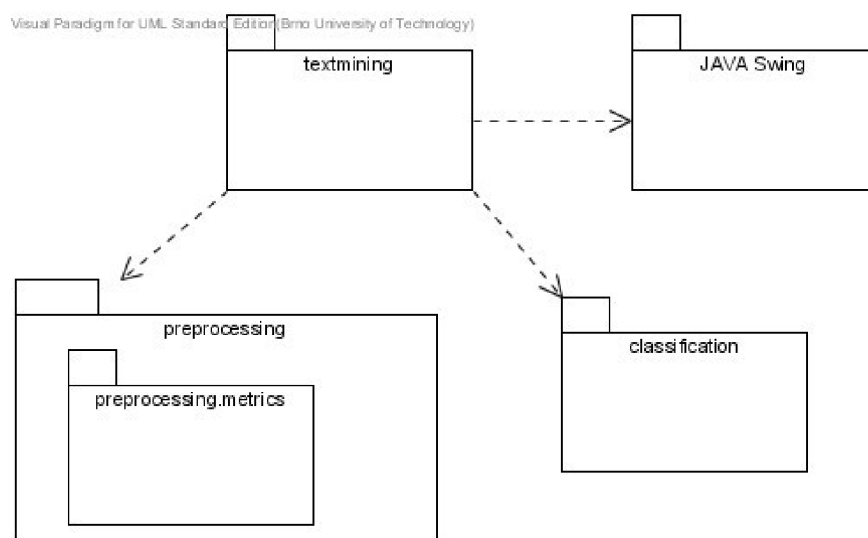 Visual Paradigm for UML Standard Edition(Brno University of Technology)
textmining
JAVA Swing
preprocessing
classification
preprocessing.metrics